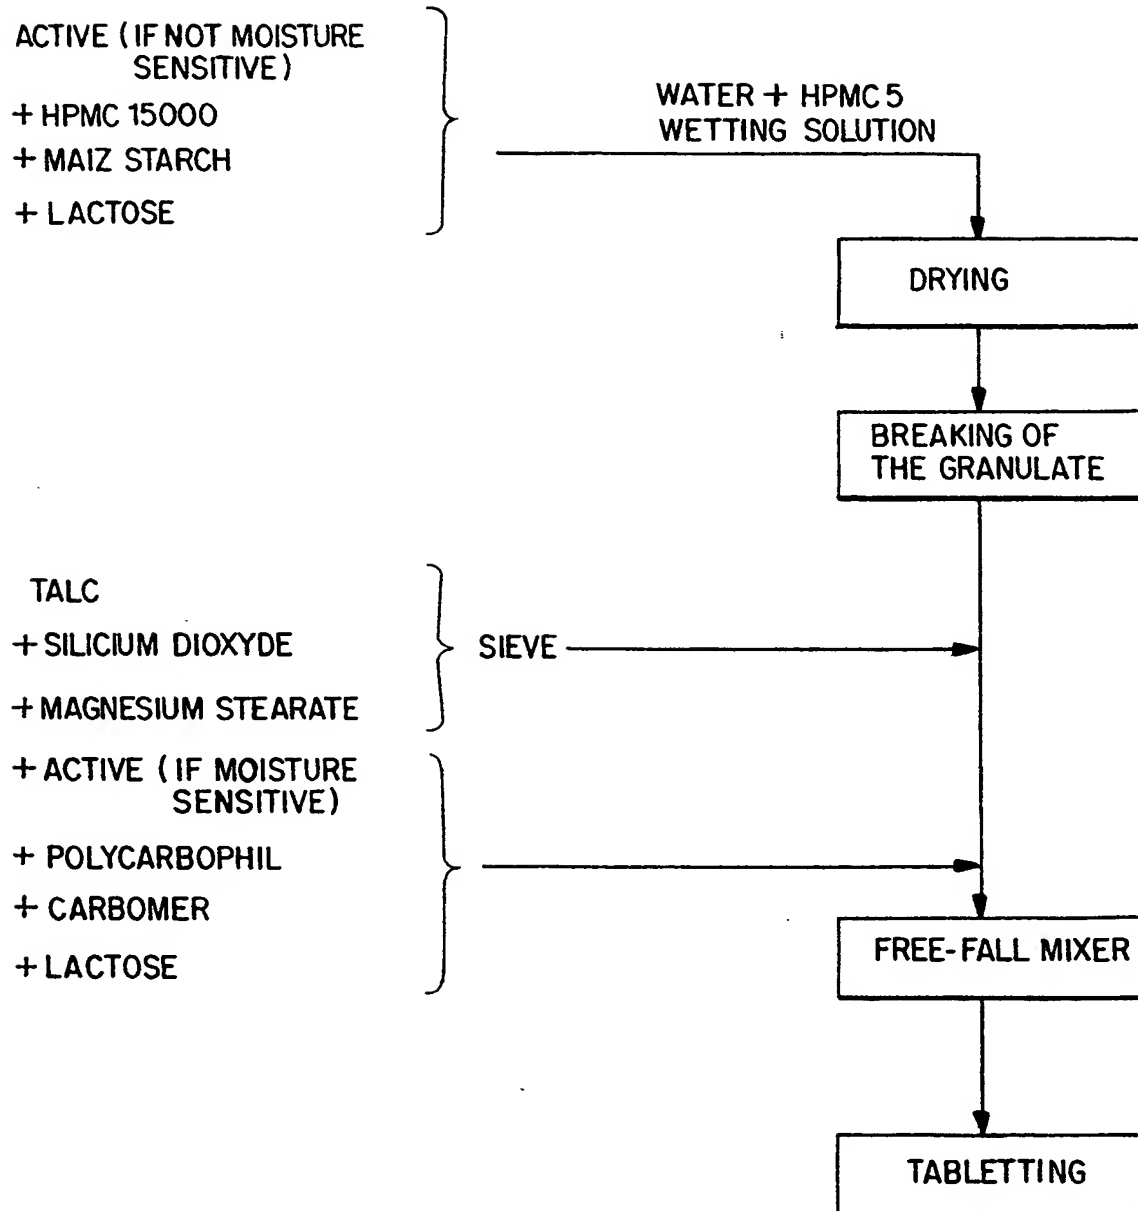 ACTIVE (IF NOT MOISTURE
SENSITIVE)
+ HPMC 15000
+ MAIZ STARCH
+ LACTOSE
WATER + HPMC 5
WETTING SOLUTION
DRYING
BREAKING OF
THE GRANULATE
TALC
+ SILICIUM DIOXYDE
+ MAGNESIUM STEARATE
SIEVE
+ ACTIVE (IF MOISTURE
SENSITIVE)
+ POLYCARBOPHIL
+ CARBOMER
+ LACTOSE
FREE-FALL MIXER
TABLETTING